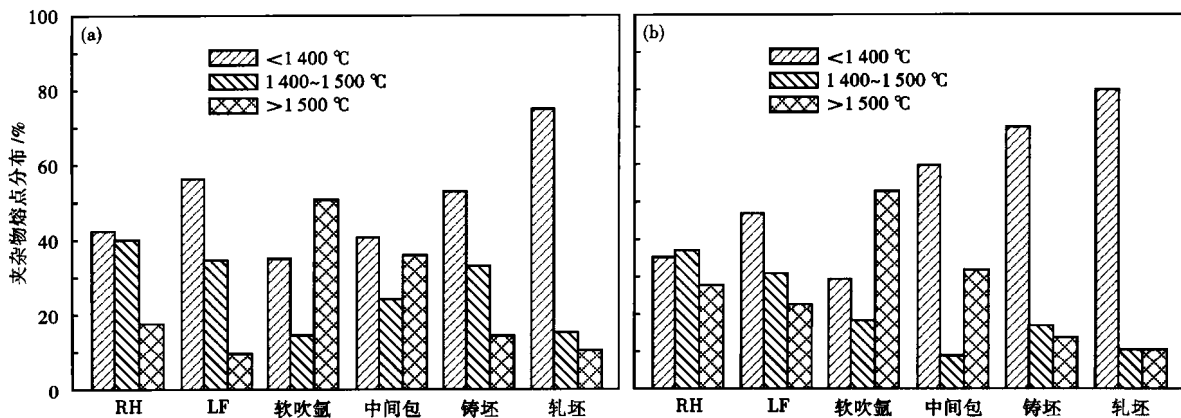 100
80
60
40
20
0
夹杂物熔点分布/%
(a)
<1 400 ℃
1 400~1 500 ℃
>1 500 ℃
RH LF 软吹氩 中间包 铸坯 轧坯
(b)
<1 400 ℃
1 400~1 500 ℃
>1 500 ℃
RH LF 软吹氩 中间包 铸坯 轧坯